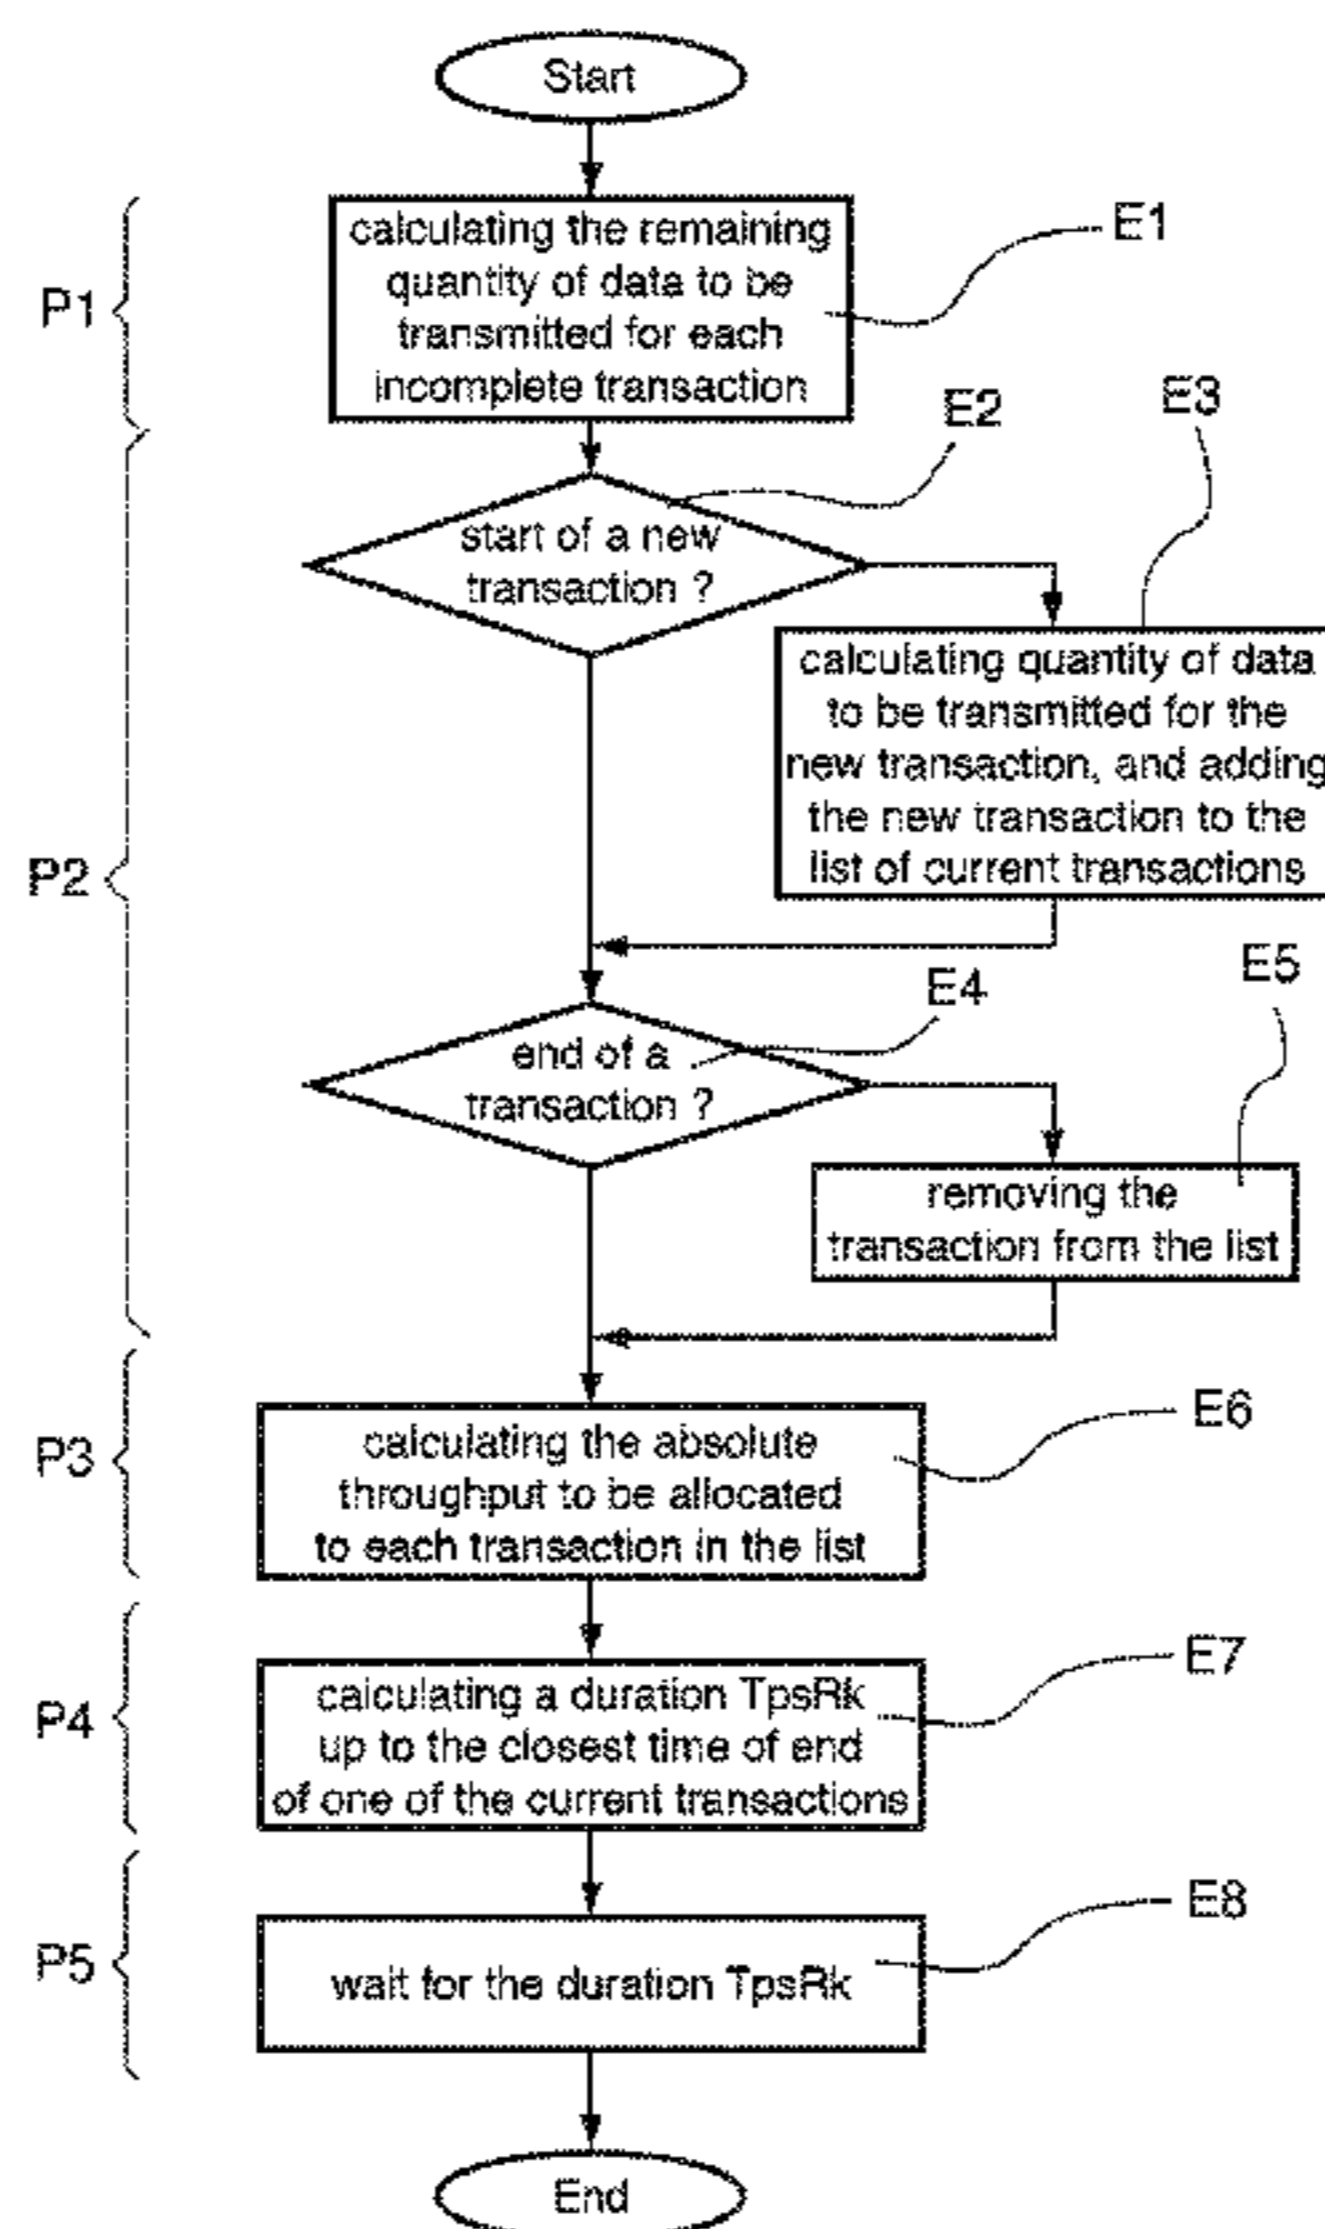 Start
calculating the remaining
quantity of data to be
transmitted for each
incomplete transaction
E1
P1
E2
E3
start of a new
transaction ?
calculating quantity of data
to be transmitted for the
new transaction, and adding
the new transaction to the
list of current transactions
P2
E4
E5
end of a
transaction ?
removing the
transaction from the list
P3
calculating the absolute
throughput to be allocated
to each transaction in the list
E6
P4
calculating a duration TpsRk
up to the closest time of end
of one of the current transactions
E7
P5
wait for the duration TpsRk
E8
End